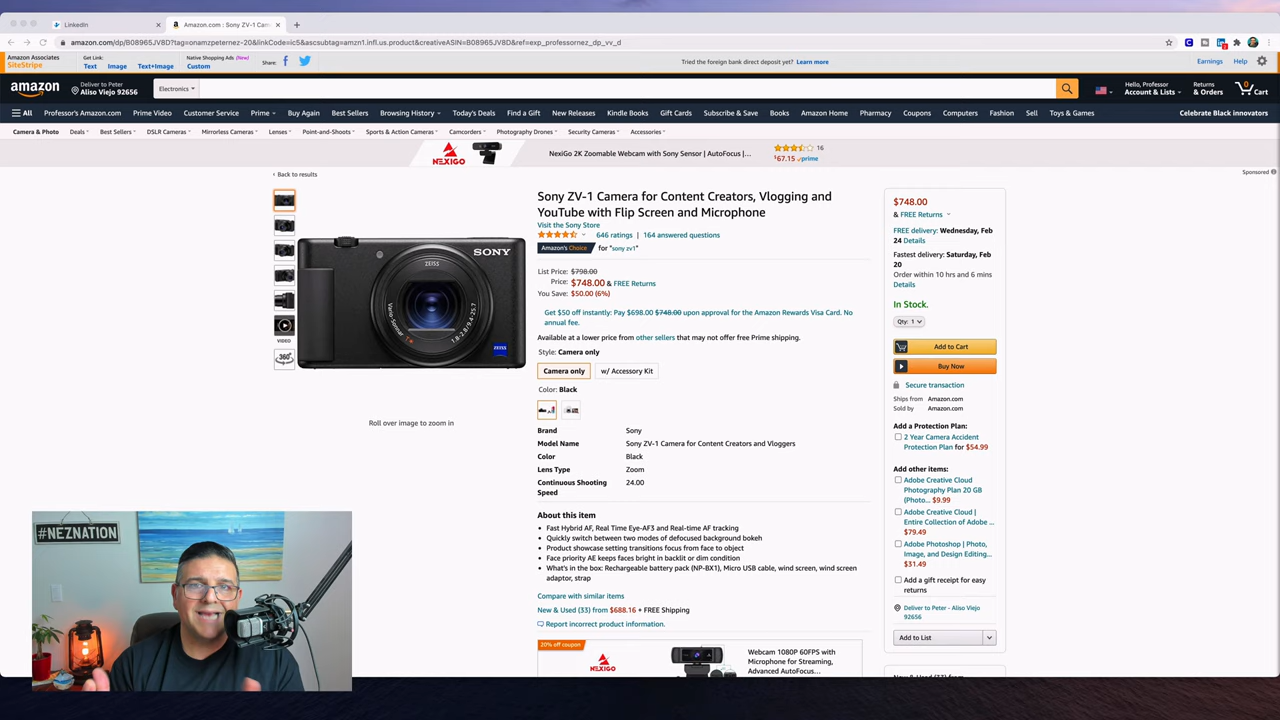 LinkedIn
Amazon.com : Sony ZV-1 Cam
amazon.com/dp/B08965JV8D?tag=onamzpeternez-20&linkCode=ic5&ascsubtag=amzn1.infl.us.product&creativeASIN=B08965JV8D&ref=exp_professornez_dp_vv_d
Amazon Associates
SiteStripe
Get Link:
Text Image Text+Image
Native Shopping Ads (New)
Custom
Share:
Tried the foreign bank direct deposit yet? Learn more
Earnings Help
amazon
Deliver to Peter
Aliso Viejo 92656
Electronics
Hello, Professor
Account & Lists
Returns
& Orders
0
Cart
All Professor's Amazon.com Prime Video Customer Service Prime Buy Again Best Sellers Browsing History Today's Deals Find a Gift New Releases Kindle Books Gift Cards Subscribe & Save Books Amazon Home Pharmacy Coupons Computers Fashion Sell Toys & Games Celebrate Black innovators
Camera & Photo Deals Best Sellers DSLR Cameras Mirrorless Cameras Lenses Point-and-Shoots Sports & Action Cameras Camcorders Photography Drones Security Cameras Accessories
NEXIGO
NexiGo 2K Zoomable Webcam with Sony Sensor | AutoFocus |...
16
$67.15 prime
‹ Back to results
Sponsored
Sony ZV-1 Camera for Content Creators, Vlogging and
YouTube with Flip Screen and Microphone
Visit the Sony Store
646 ratings | 164 answered questions
Amazon's Choice for "sony zv1"
List Price: $798.00
Price: $748.00 & FREE Returns
You Save: $50.00 (6%)
Get $50 off instantly: Pay $698.00 $748.00 upon approval for the Amazon Rewards Visa Card. No
annual fee.
Available at a lower price from other sellers that may not offer free Prime shipping.
Style: Camera only
Camera only w/ Accessory Kit
Color: Black
Brand Sony
Model Name Sony ZV-1 Camera for Content Creators and Vloggers
Color Black
Lens Type Zoom
Continuous Shooting
Speed
24.00
About this item
Fast Hybrid AF, Real Time Eye-AF3 and Real-time AF tracking
Quickly switch between two modes of defocused background bokeh
Product showcase setting transitions focus from face to object
Face priority AE keeps faces bright in backlit or dim condition
What's in the box: Rechargeable battery pack (NP-BX1), Micro USB cable, wind screen, wind screen
adaptor, strap
Compare with similar items
New & Used (33) from $688.16 + FREE Shipping
Report incorrect product information.
20% off coupon
NEXIGO
Webcam 1080P 60FPS with
Microphone for Streaming,
Advanced AutoFocus...
SONY
ZEISS
Vario-Sonnar
1.8-2.8/9.4-25.7
ZEISS
VIDEO
360°
Roll over image to zoom in
#NEZNATION
$748.00
& FREE Returns
FREE delivery: Wednesday, Feb
24 Details
Fastest delivery: Saturday, Feb
20
Order within 10 hrs and 6 mins
Details
In Stock.
Qty: 1
Add to Cart
Buy Now
Secure transaction
Ships from Amazon.com
Sold by Amazon.com
Add a Protection Plan:
2 Year Camera Accident
Protection Plan for $54.99
Add other items:
Adobe Creative Cloud
Photography Plan 20 GB
(Photo... $9.99
Adobe Creative Cloud |
Entire Collection of Adobe ...
$79.49
Adobe Photoshop | Photo,
Image, and Design Editing...
$31.49
Add a gift receipt for easy
returns
Deliver to Peter - Aliso Viejo
92656
Add to List